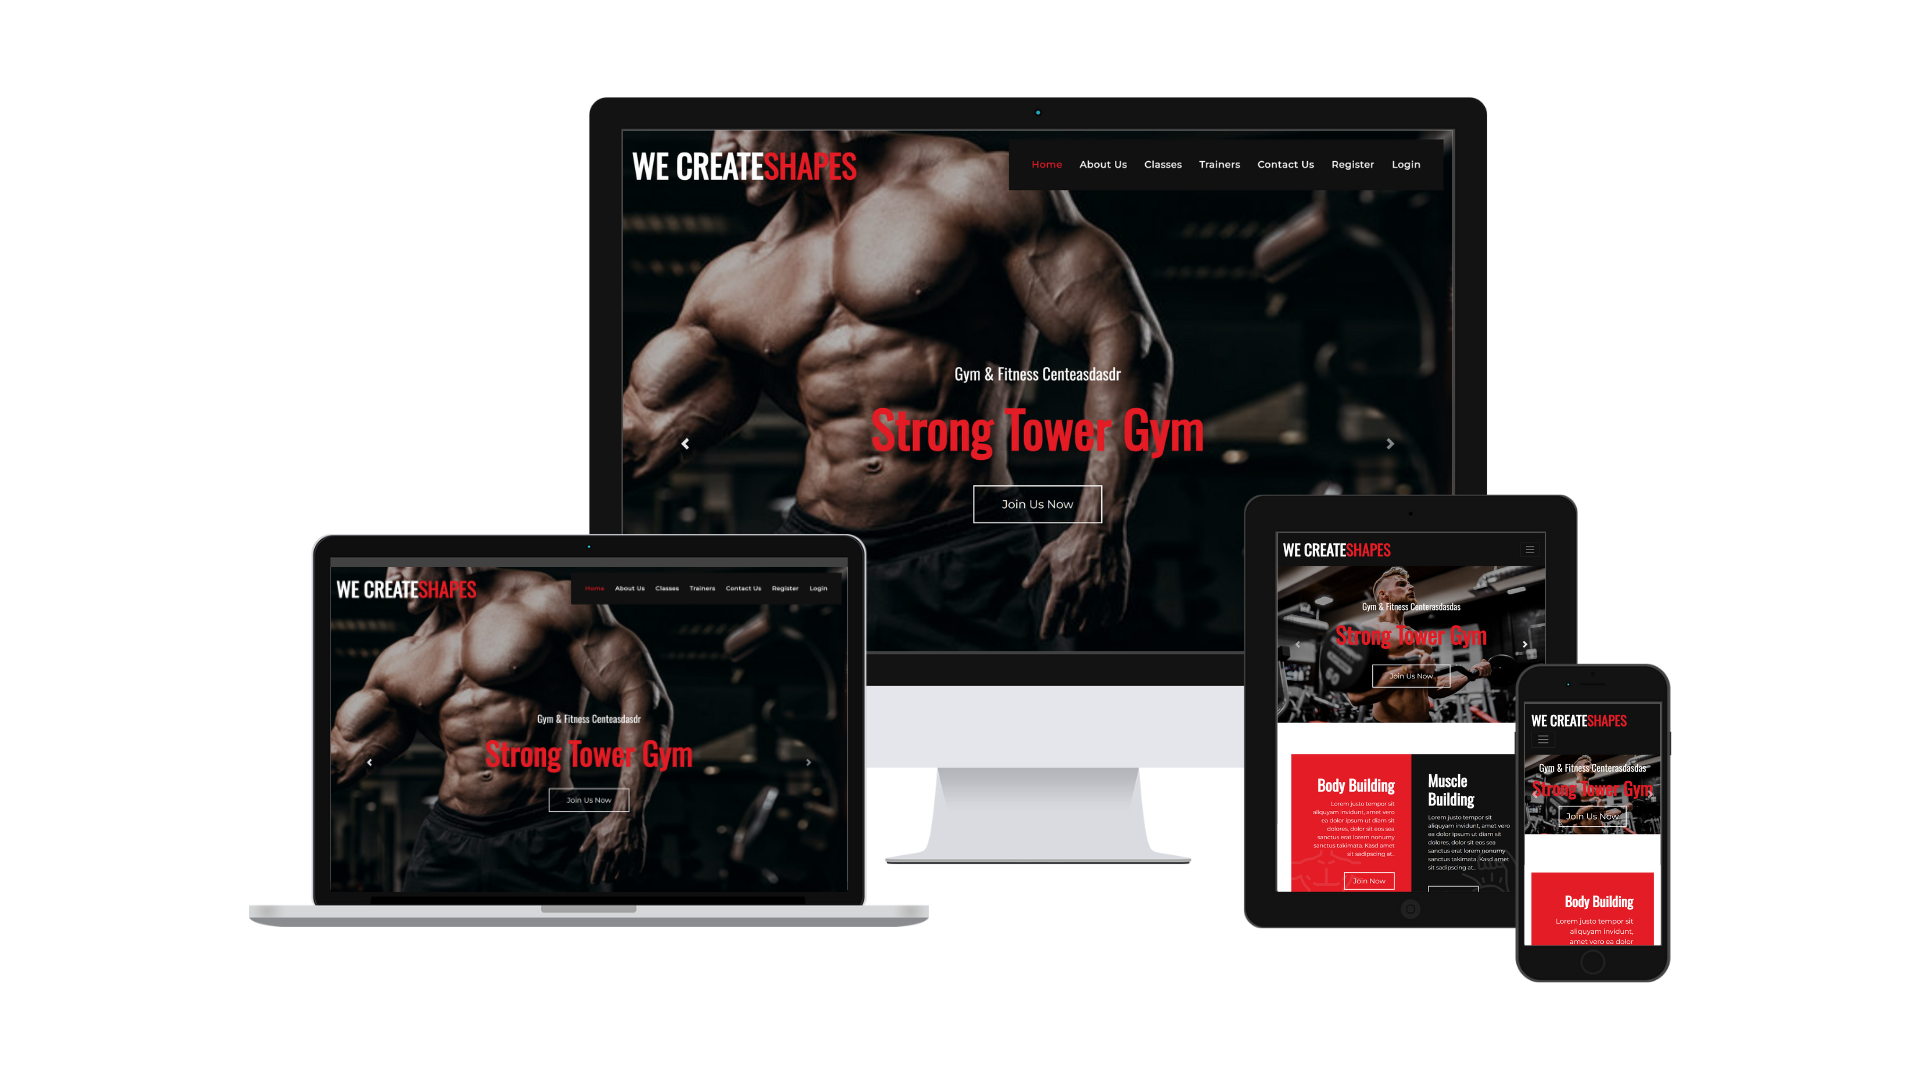 WE CREATESHAPES
Home About Us Classes Trainers Contact Us Register Login
Gym & Fitness Centeasdasdr
Strong Tower Gym
Join Us Now
WE CREATESHAPES
Home About Us Classes Trainers Contact Us Register Login
Gym & Fitness Centeasdasdr
Strong Tower Gym
Join Us Now
WE CREATESHAPES
Gym & Fitness Centerasdasdas
Strong Tower Gym
Join Us Now
Body Building
Lorem justo tempor sit
aliquyam invidunt, amet vero
eo dolor ipsum ut diam sit
dolores, dolor sit eos sea
sanctus erat lorem nonumy
sanctus takimata. Kasd amet
sit sadipscing at..
Join Now
Muscle
Building
Lorem justo tempor sit
aliquyam invidunt, amet vero
ea dolor ipsum ut diam sit
dolores, dolor sit eos sea
sanctus erat lorem nonumy
sanctus takimata. Kasd amet
sit sadipscing at..
WE CREATESHAPES
Gym & Fitness Centerasdasdas
Strong Tower Gym
Join Us Now
Body Building
Lorem justo tempor sit
aliquyam invidunt,
amet vero ea dolor